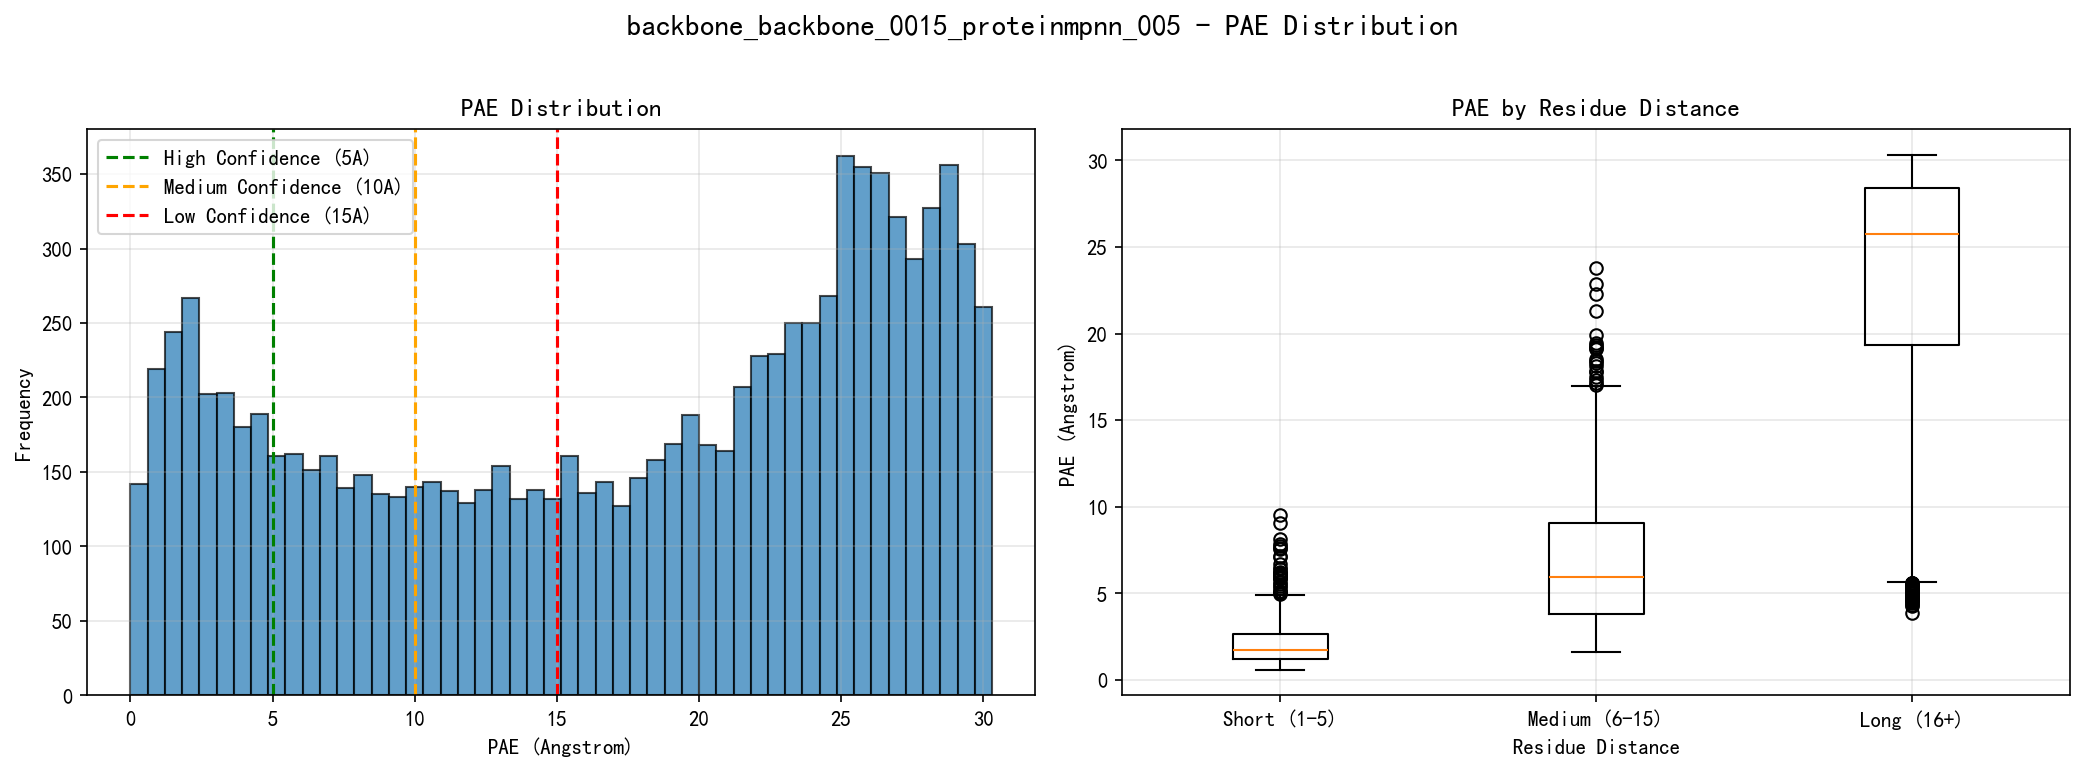 backbone_backbone_0015_proteinmpnn_005 - PAE Distribution
PAE Distribution
High Confidence (5A)
Medium Confidence (10A)
Low Confidence (15A)
350
300
250
200
150
100
50
0
Frequency
0 5 10 15 20 25 30
PAE (Angstrom)
PAE by Residue Distance
30
25
20
15
10
5
0
PAE (Angstrom)
Short (1-5) Medium (6-15) Long (16+)
Residue Distance